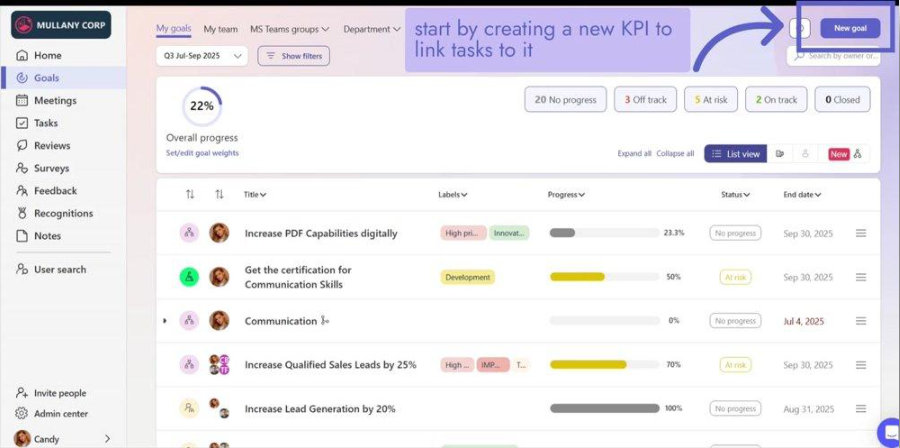 MULLANY CORP
Home
Goals
Meetings
Tasks
Reviews
Surveys
Feedback
Recognitions
Notes
User search
Invite people
Admin center
Candy
My goals My team MS Teams groups Department
start by creating a new KPI to
link tasks to it
New goal
Q3 Jul-Sep 2025 Show filters
Search by owner or...
22%
Overall progress
Set/edit goal weights
20 No progress 3 Off track 5 At risk 2 On track 0 Closed
Expand all Collapse all List view New
Title Labels Progress Status End date
Increase PDF Capabilities digitally High pri... Innovat... 23.3% No progress Sep 30, 2025
Get the certification for
Communication Skills Development 50% At risk Sep 30, 2025
Communication 0% No progress Jul 4, 2025
Increase Qualified Sales Leads by 25% High ... IMP... T... 70% At risk Sep 30, 2025
Increase Lead Generation by 20% 100% No progress Aug 31, 2025